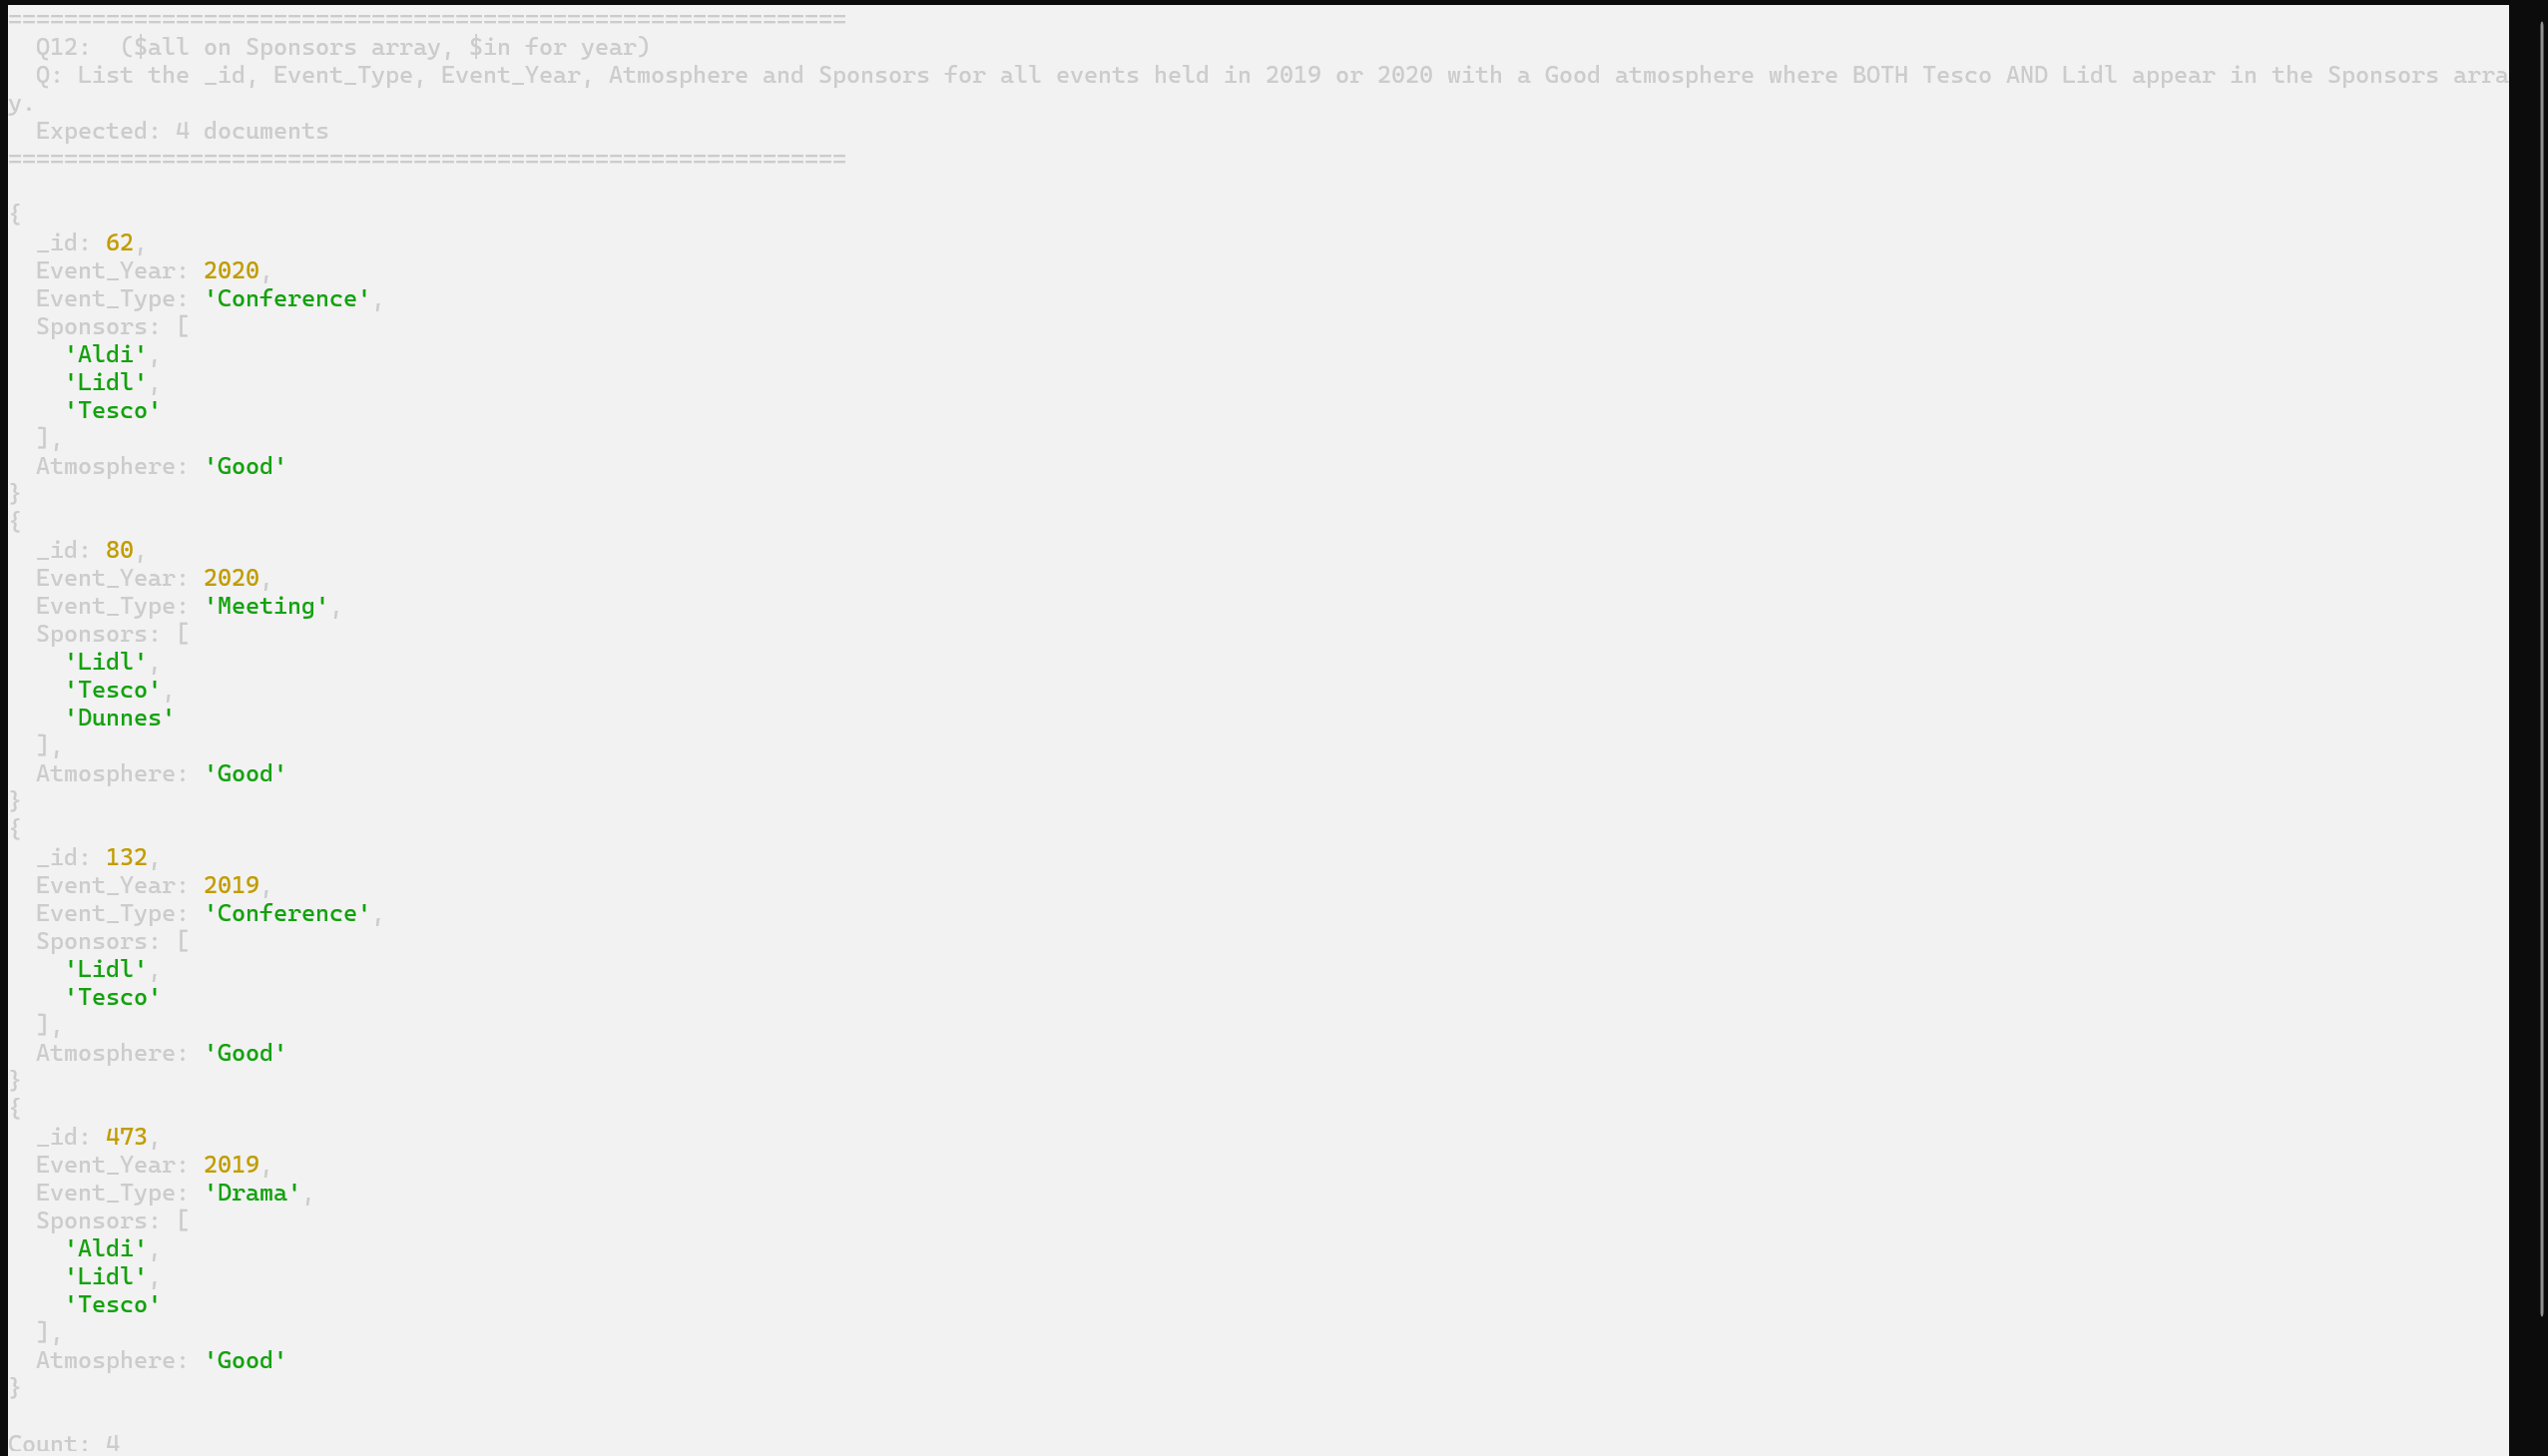 ============================================================
  Q12:  ($all on Sponsors array, $in for year)
  Q: List the _id, Event_Type, Event_Year, Atmosphere and Sponsors for all events held in 2019 or 2020 with a Good atmosphere where BOTH Tesco AND Lidl appear in the Sponsors arra
y.
  Expected: 4 documents
============================================================

{
  _id: 62,
  Event_Year: 2020,
  Event_Type: 'Conference',
  Sponsors: [
    'Aldi',
    'Lidl',
    'Tesco'
  ],
  Atmosphere: 'Good'
}
{
  _id: 80,
  Event_Year: 2020,
  Event_Type: 'Meeting',
  Sponsors: [
    'Lidl',
    'Tesco',
    'Dunnes'
  ],
  Atmosphere: 'Good'
}
{
  _id: 132,
  Event_Year: 2019,
  Event_Type: 'Conference',
  Sponsors: [
    'Lidl',
    'Tesco'
  ],
  Atmosphere: 'Good'
}
{
  _id: 473,
  Event_Year: 2019,
  Event_Type: 'Drama',
  Sponsors: [
    'Aldi',
    'Lidl',
    'Tesco'
  ],
  Atmosphere: 'Good'
}

Count: 4